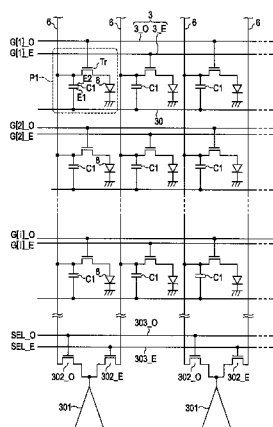 6 3 6 6
3_O 3_E
G[1]_O
G[1]_E
Tr
P1
E2 8
C1 C1 C1
E1
30
G[2]_O
G[2]_E
8
C1 C1 C1
G[i]_O
G[i]_E
8
C1 C1 C1
303_O
SEL_O
SEL_E
303_E
302_O 302_E 302_O 302_E
301 301